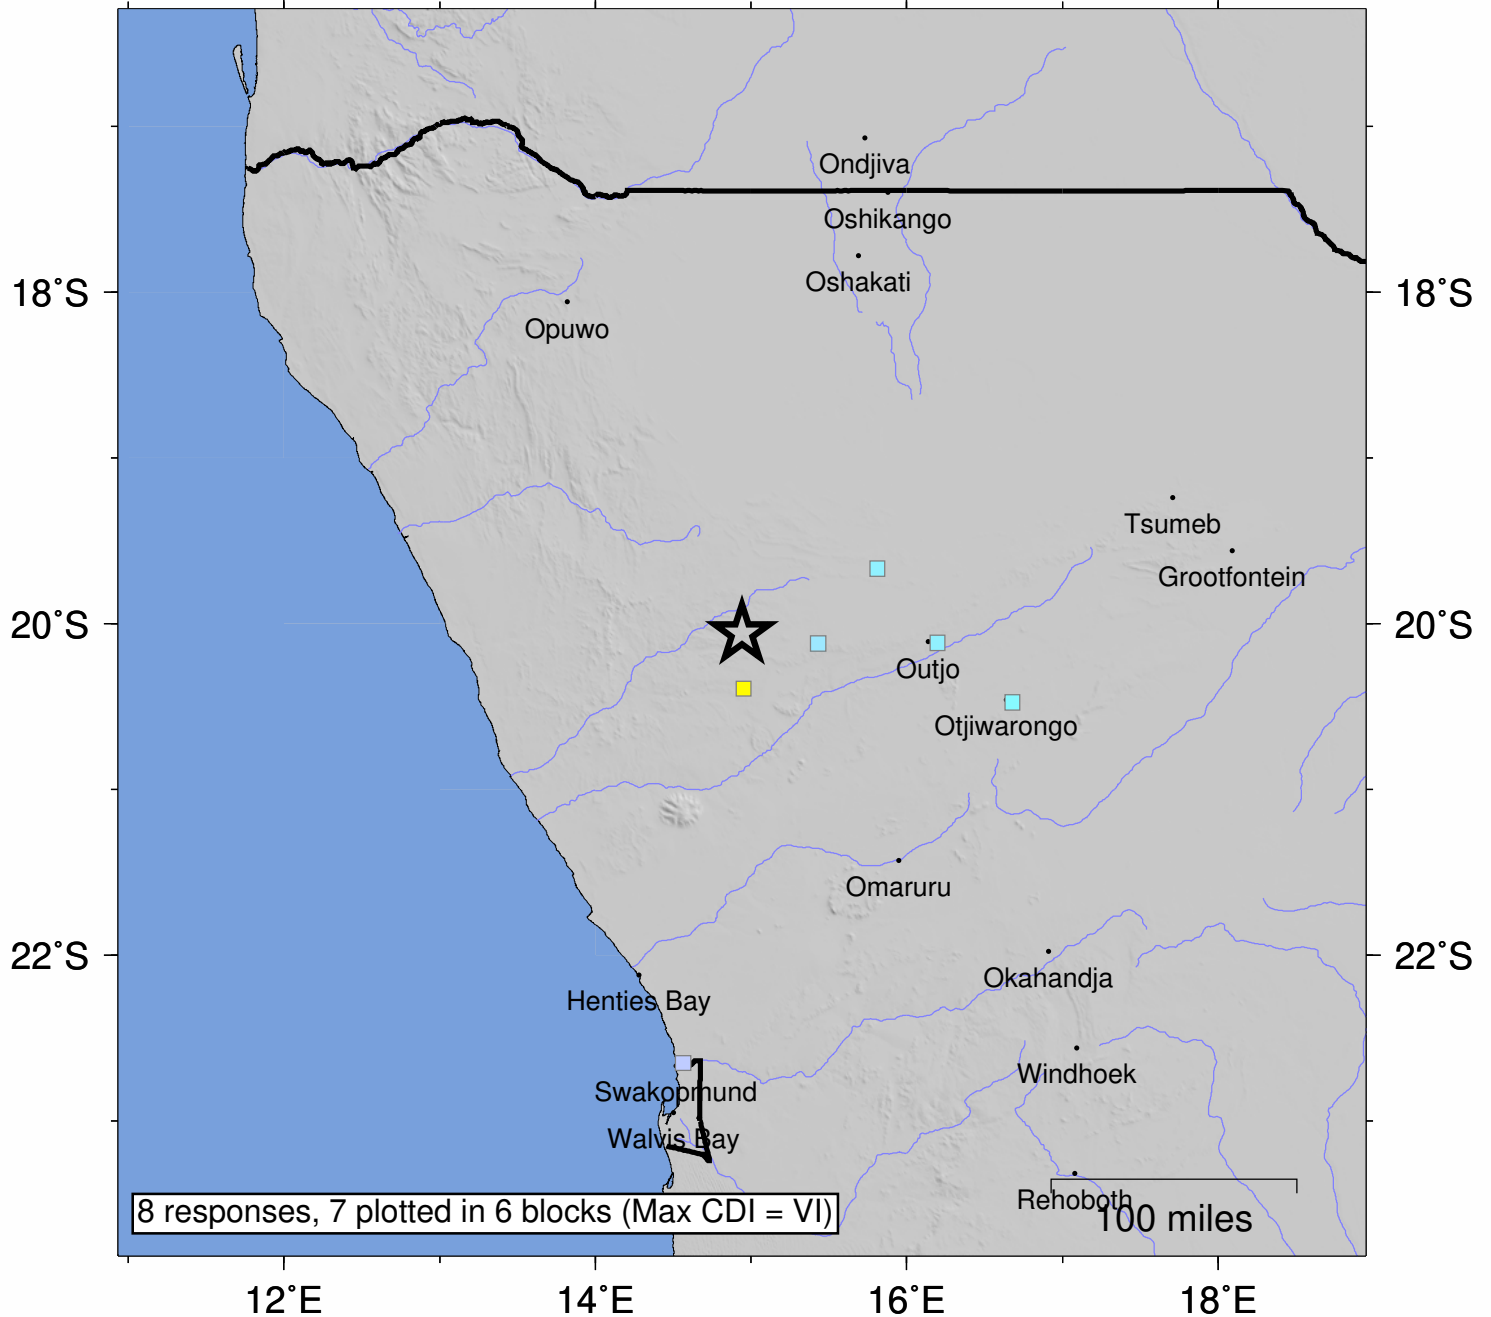 Ondjiva
Oshikango
Oshakati
18°S
18°S
Opuwo
Tsumeb
Grootfontein
20°S
20°S
Outjo
Otjiwarongo
Omaruru
22°S
22°S
Okahandja
Henties Bay
Windhoek
Swakopmund
Walvis Bay
Rehoboth
100 miles
8 responses, 7 plotted in 6 blocks (Max CDI = VI)
12°E
14°E
16°E
18°E